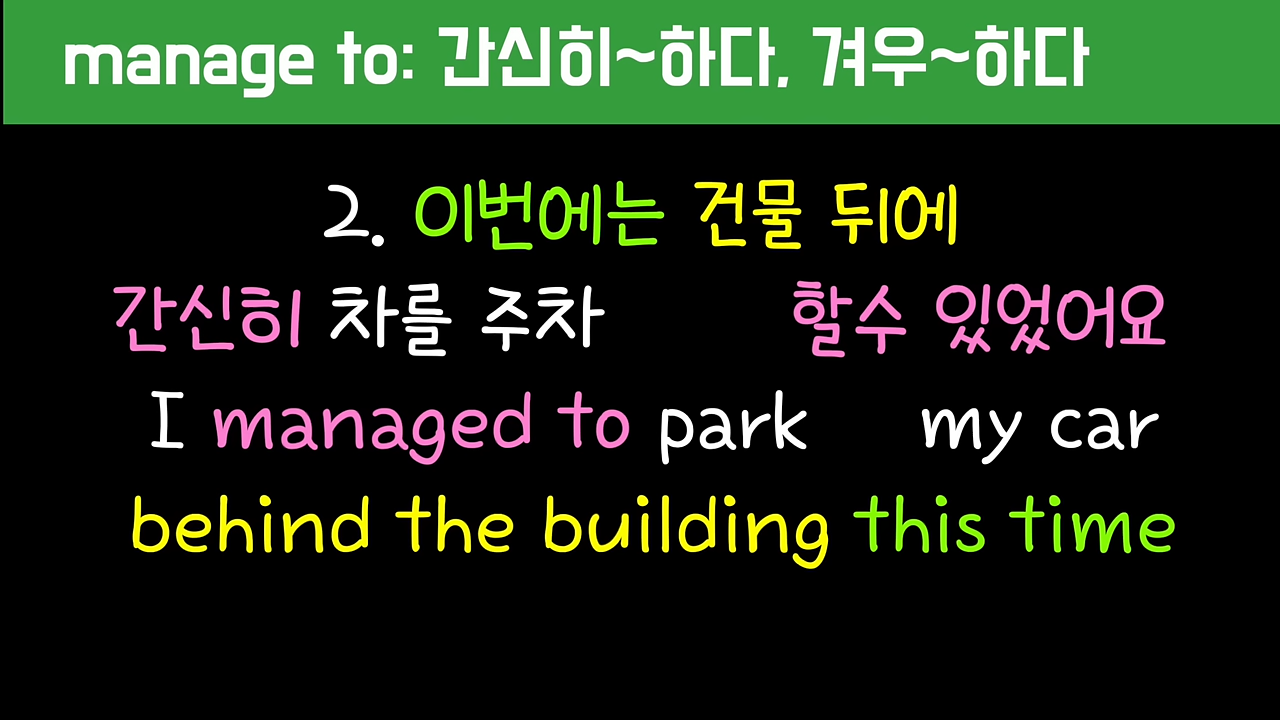 manage to: 간신히~하다, 겨우~하다
2. 이번에는 건물 뒤에
간신히 차를 주차 할수 있었어요
I managed to park my car
behind the building this time